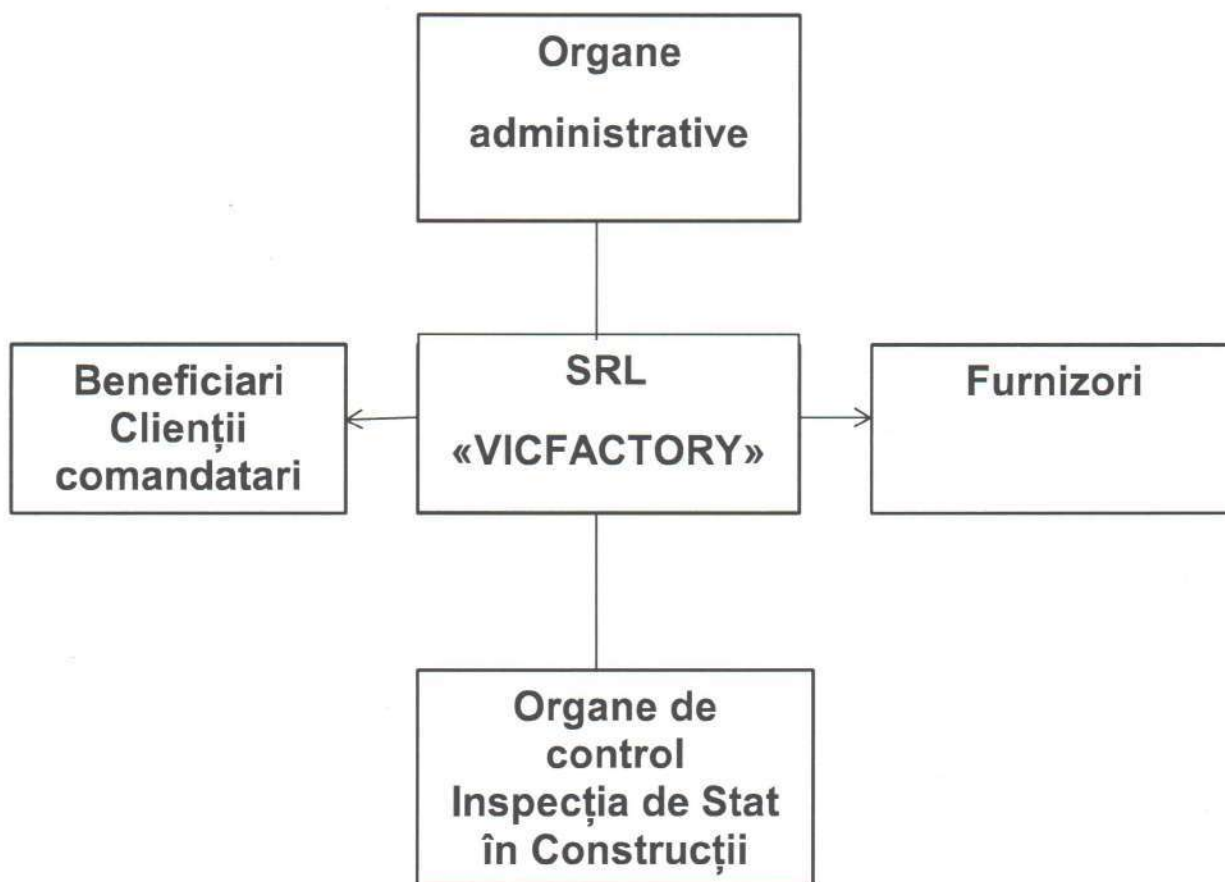 Organe
administrative
Beneficiari
Clienții
comandatari
SRL
«VICFACTORY»
Furnizori
Organe de
control
Inspecția de Stat
în Construcții